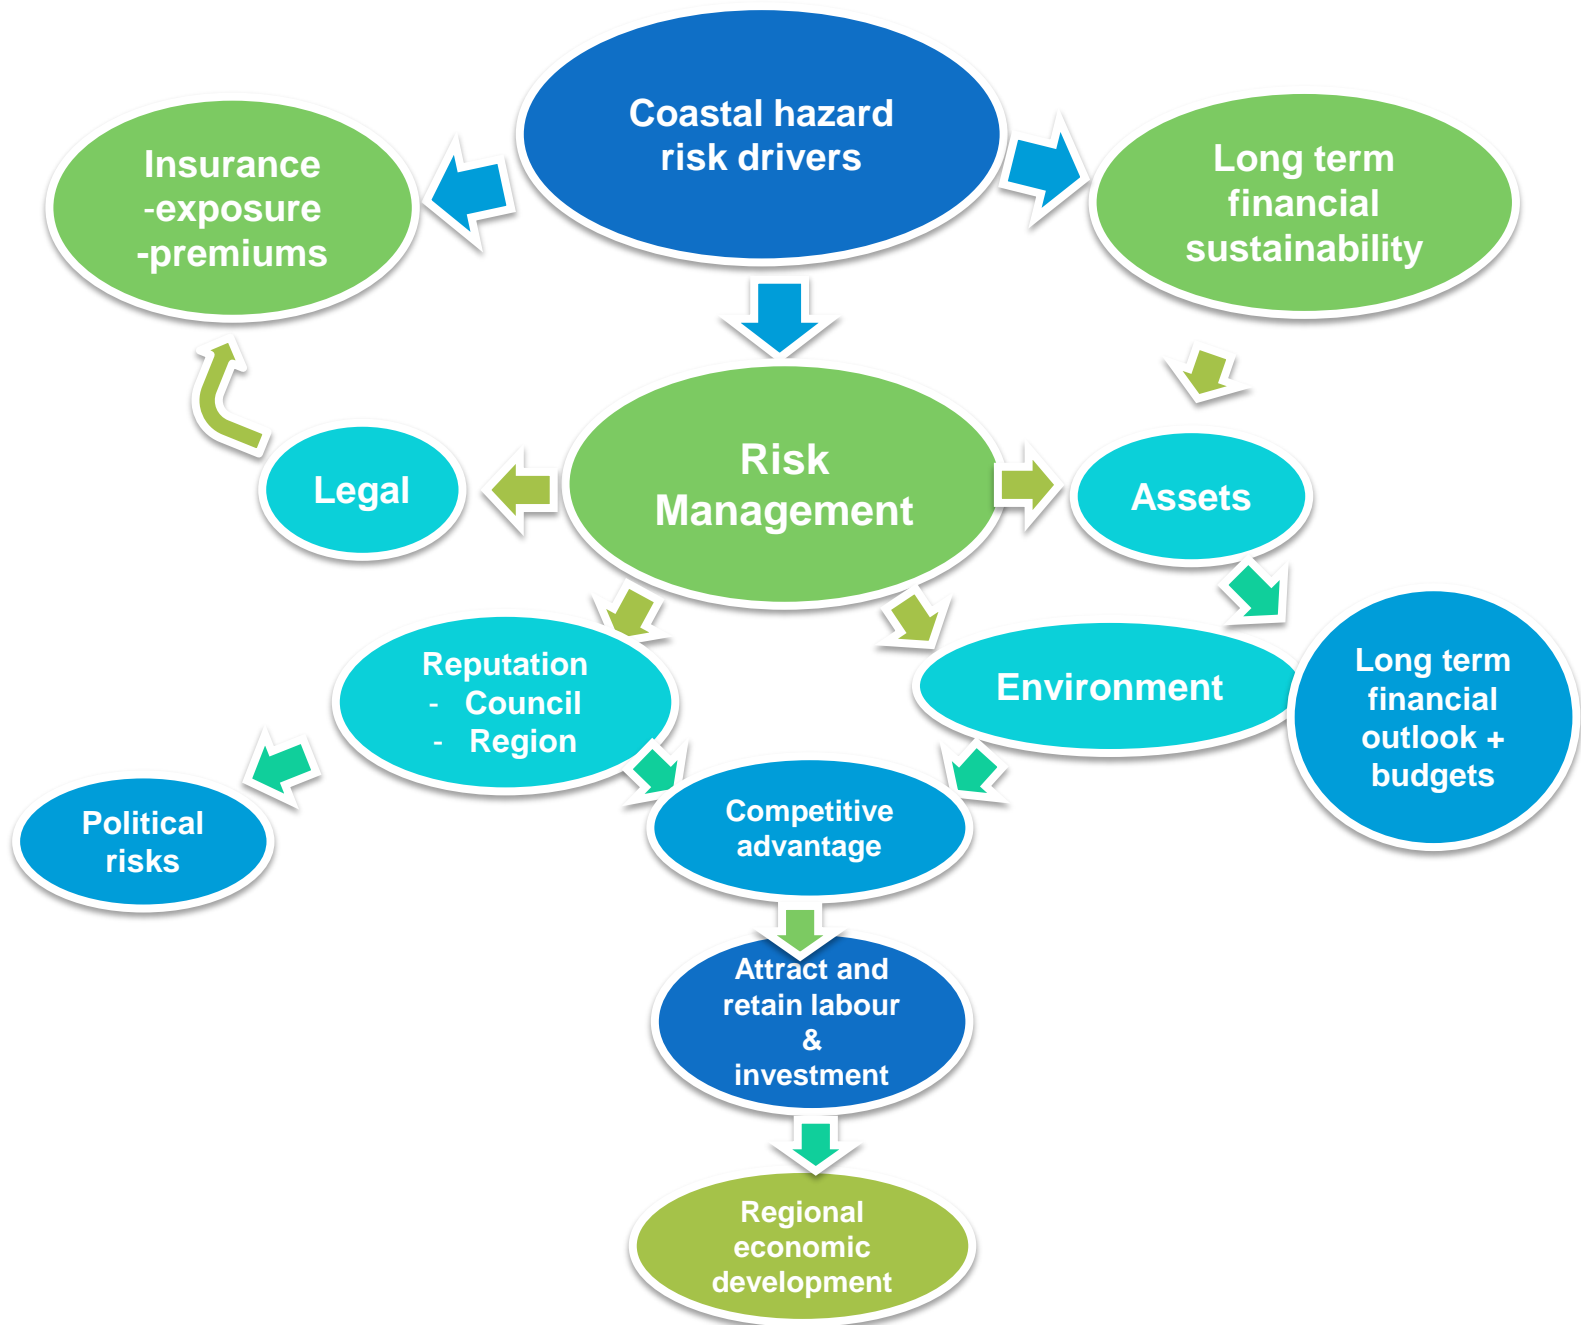 Coastal hazard
risk drivers
Insurance
-exposure
-premiums
Long term
financial
sustainability
Risk
Management
Legal
Assets
Reputation
- Council
- Region
Environment
Long term
financial
outlook +
budgets
Political
risks
Competitive
advantage
Attract and
retain labour
&
investment
Regional
economic
development